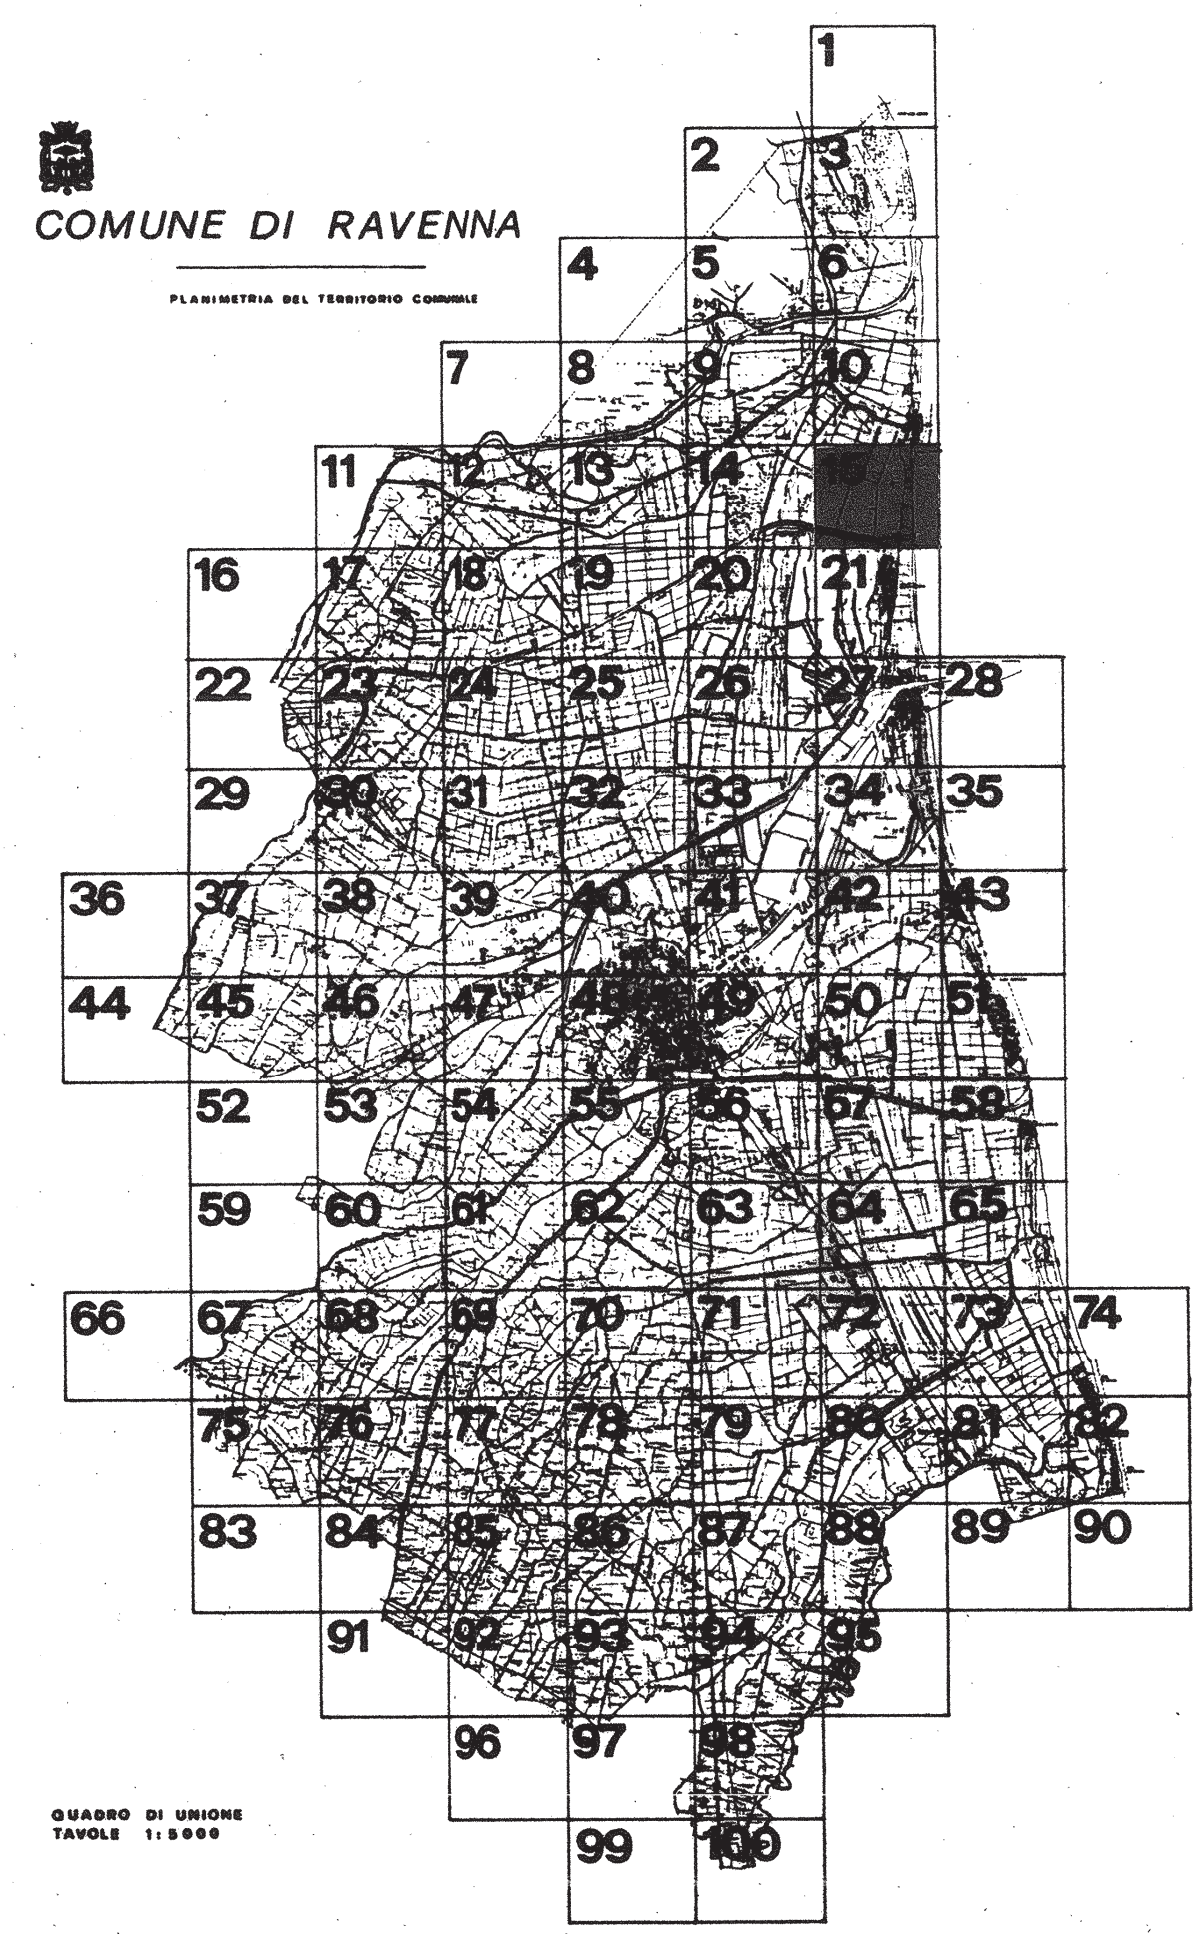 1
2 3
COMUNE DI RAVENNA
4 5 6
PLANIMETRIA DEL TERRITORIO COMUNALE
7 8 9 10
11 12 13 14 15
16 17 18 19 20 21
22 23 24 25 26 27 28
29 30 31 32 33 34 35
36 37 38 39 40 41 42 43
44 45 46 47 48 49 50 51
52 53 54 55 56 57 58
59 60 61 62 63 64 65
66 67 68 69 70 71 72 73 74
75 76 77 78 79 80 81 82
83 84 85 86 87 88 89 90
91 92 93 94 95
96 97 98
QUADRO DI UNIONE
TAVOLE 1:5000
99 100